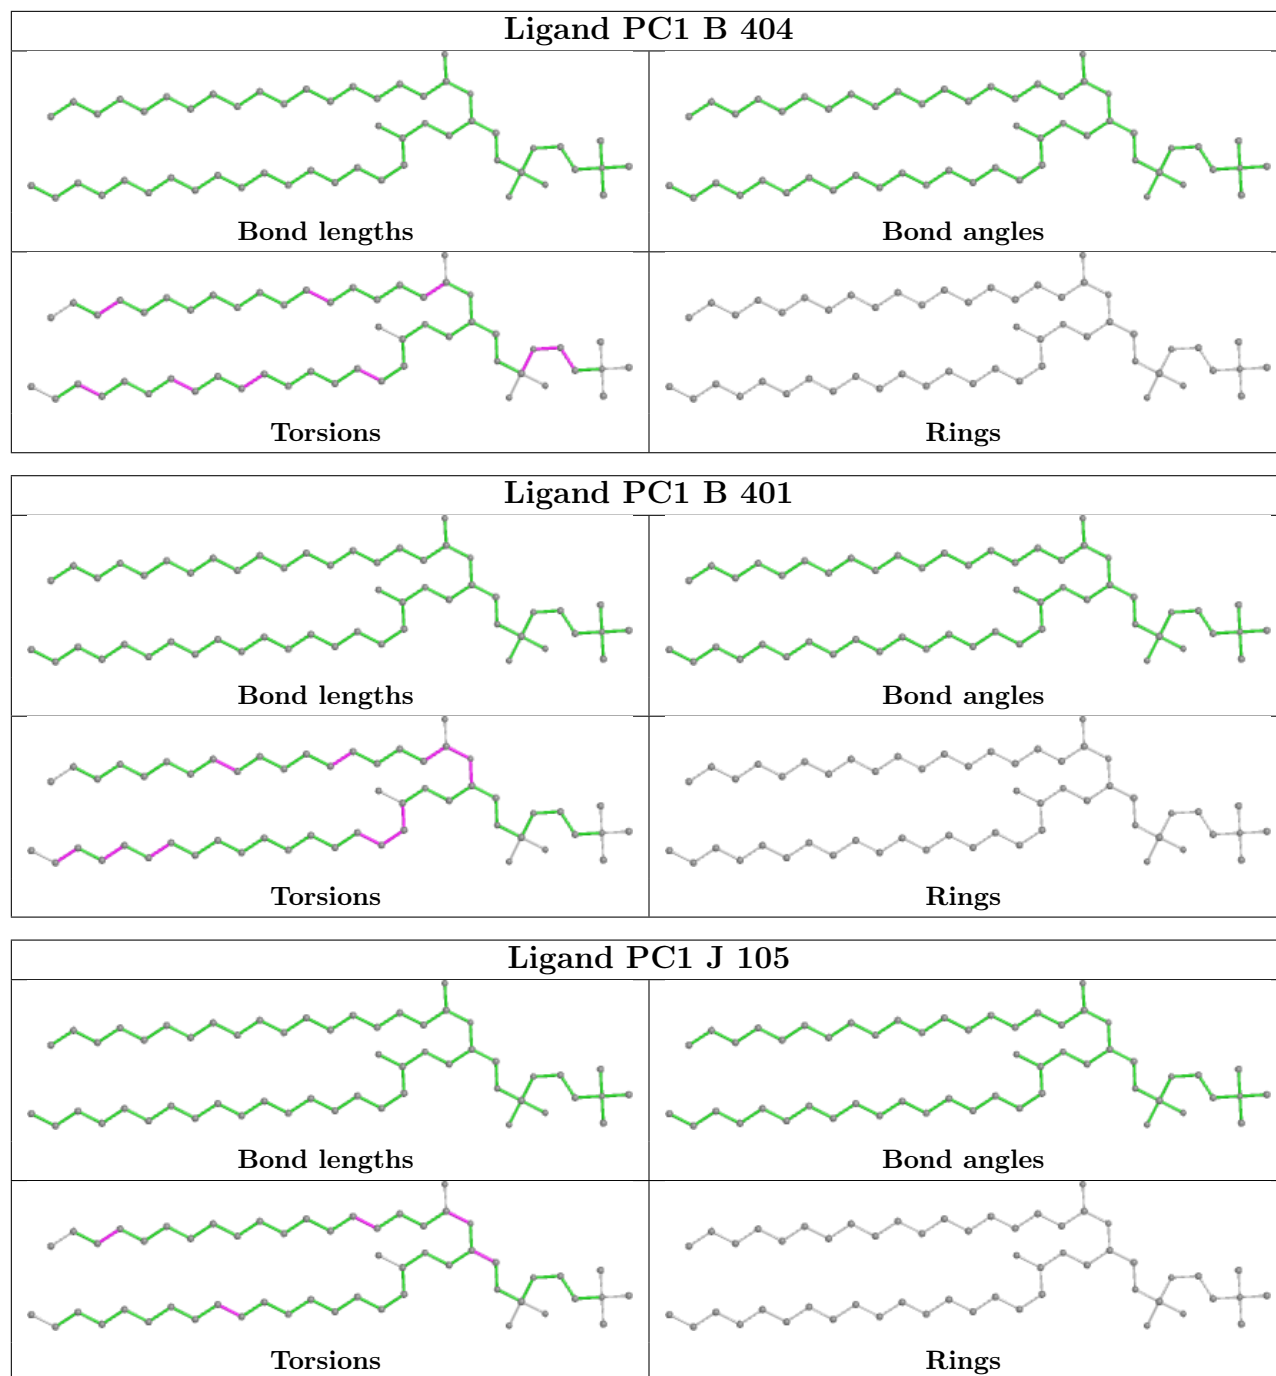 Ligand PC1 B 404
Bond lengths
Bond angles
Torsions
Rings
Ligand PC1 B 401
Bond lengths
Bond angles
Torsions
Rings
Ligand PC1 J 105
Bond lengths
Bond angles
Torsions
Rings